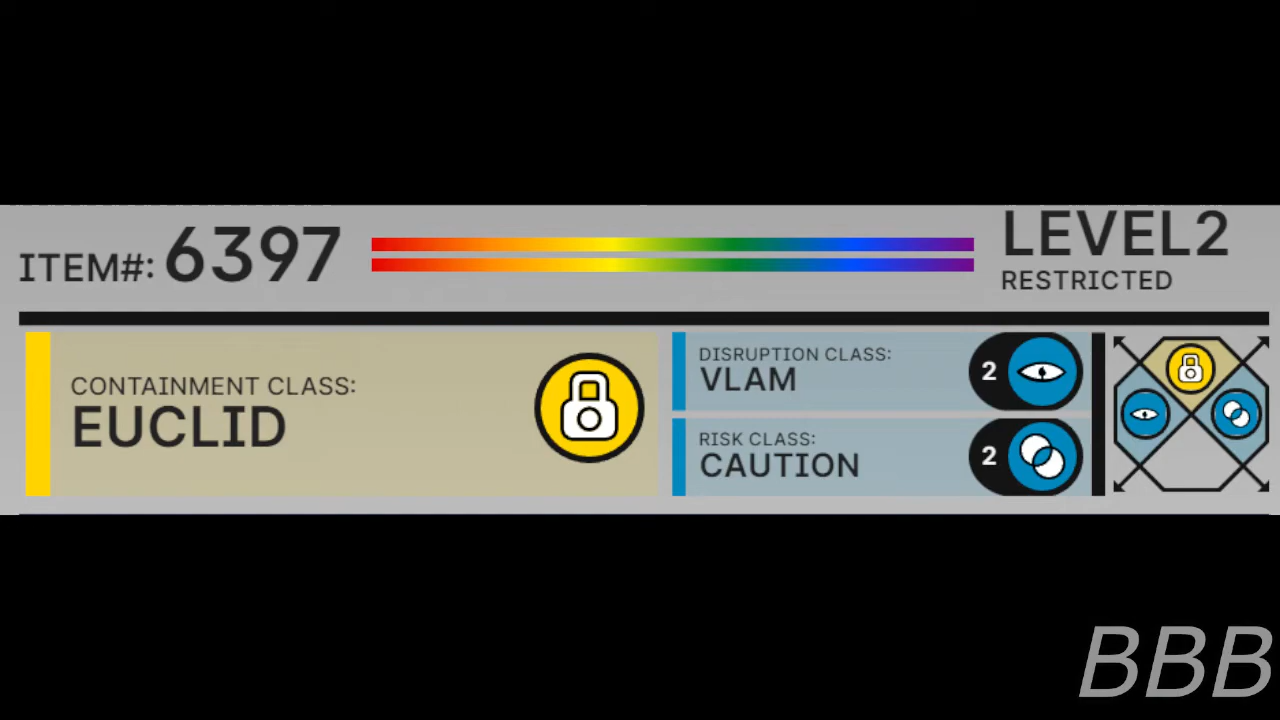 ITEM#: 6397
LEVEL2
RESTRICTED
CONTAINMENT CLASS:
EUCLID
DISRUPTION CLASS:
VLAM
2
RISK CLASS:
CAUTION
2
BBB